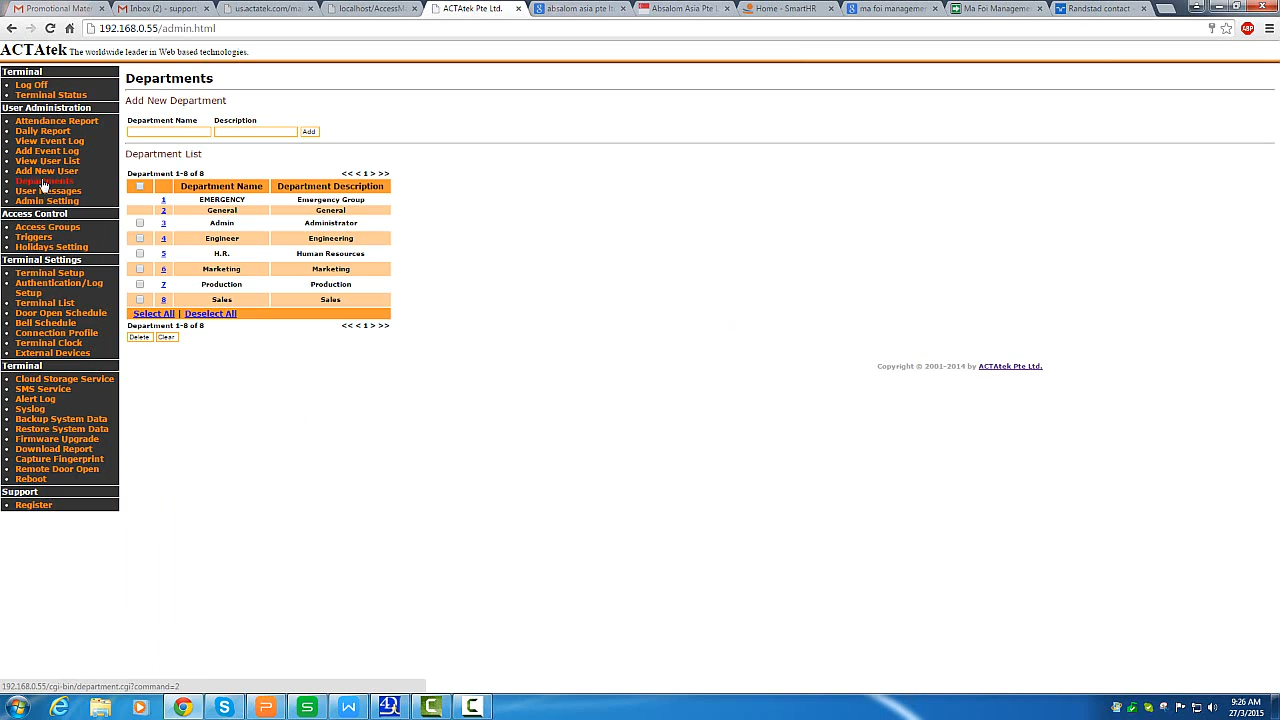 Promotional Mater
Inbox (2) - support
us.actatek.com/mai
localhost/AccessMa
ACTAtek Pte Ltd.
absalom asia pte lt
Absalom Asia Pte L
Home - SmartHR
ma foi manageme
Ma Foi Manageme
Randstad contact
192.168.0.55/admin.html
ABP
ACTAtek The worldwide leader in Web based technologies.
Terminal
Log Off
Terminal Status
User Administration
Attendance Report
Daily Report
View Event Log
Add Event Log
View User List
Add New User
Departments
User Messages
Admin Setting
Access Control
Access Groups
Triggers
Holidays Setting
Terminal Settings
Terminal Setup
Authentication/Log
Setup
Terminal List
Door Open Schedule
Bell Schedule
Connection Profile
Terminal Clock
External Devices
Terminal
Cloud Storage Service
SMS Service
Alert Log
Syslog
Backup System Data
Restore System Data
Firmware Upgrade
Download Report
Capture Fingerprint
Remote Door Open
Reboot
Support
Register
Departments
Add New Department
Department Name Description
Add
Department List
Department 1-8 of 8 << < 1 > >>
Department Name Department Description
1 EMERGENCY Emergency Group
2 General General
3 Admin Administrator
4 Engineer Engineering
5 H.R. Human Resources
6 Marketing Marketing
7 Production Production
8 Sales Sales
Select All | Deselect All
Department 1-8 of 8 << < 1 > >>
Delete Clear
Copyright © 2001-2014 by ACTAtek Pte Ltd.
192.168.0.55/cgi-bin/department.cgi?command=2
9:26 AM
27/3/2015